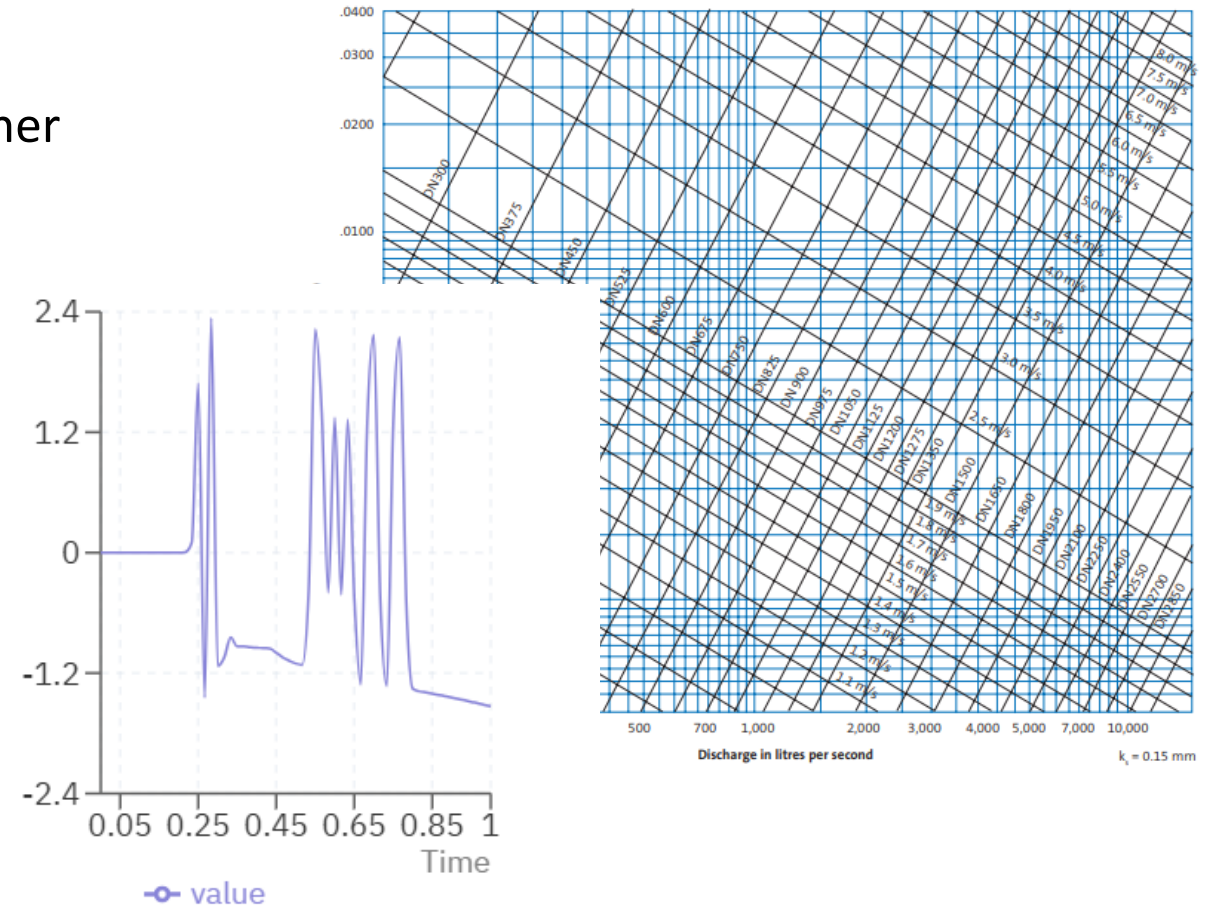 ner
.0400
.0300
.0200
.0100
8.0 m/s
7.5 m/s
7.0 m/s
6.5 m/s
6.0 m/s
5.5 m/s
5.0 m/s
4.5 m/s
4.0 m/s
3.5 m/s
3.0 m/s
2.5 m/s
1.9 m/s
1.8 m/s
1.7 m/s
1.6 m/s
1.5 m/s
1.4 m/s
1.3 m/s
1.2 m/s
1.1 m/s
DN300
DN375
DN450
DN525
DN600
DN675
DN750
DN825
DN900
DN975
DN1050
DN1125
DN1200
DN1275
DN1350
DN1500
DN1650
DN1800
DN1950
DN2100
DN2250
DN2400
DN2550
DN2700
DN2850
500 700 1,000 2,000 3,000 4,000 5,000 7,000 10,000
Discharge in litres per second
kₛ = 0.15 mm
2.4
1.2
0
-1.2
-2.4
0.05 0.25 0.45 0.65 0.85 1
Time
value